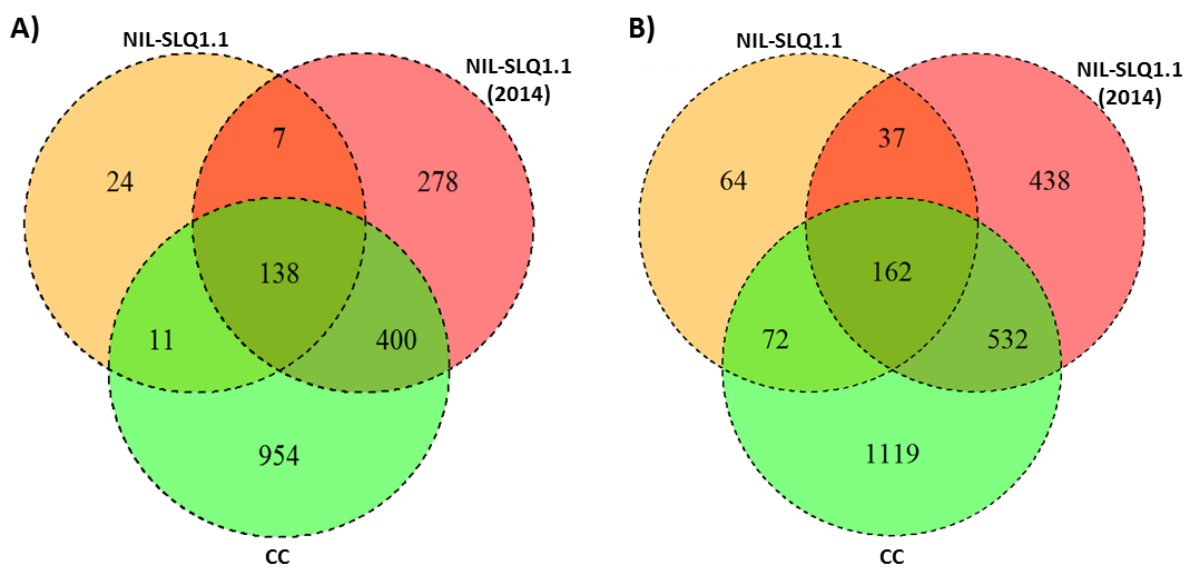 A)
NIL-SLQ1.1
NIL-SLQ1.1
(2014)
7
24
278
138
11
400
954
CC
B)
NIL-SLQ1.1
NIL-SLQ1.1
(2014)
37
64
438
162
72
532
1119
CC